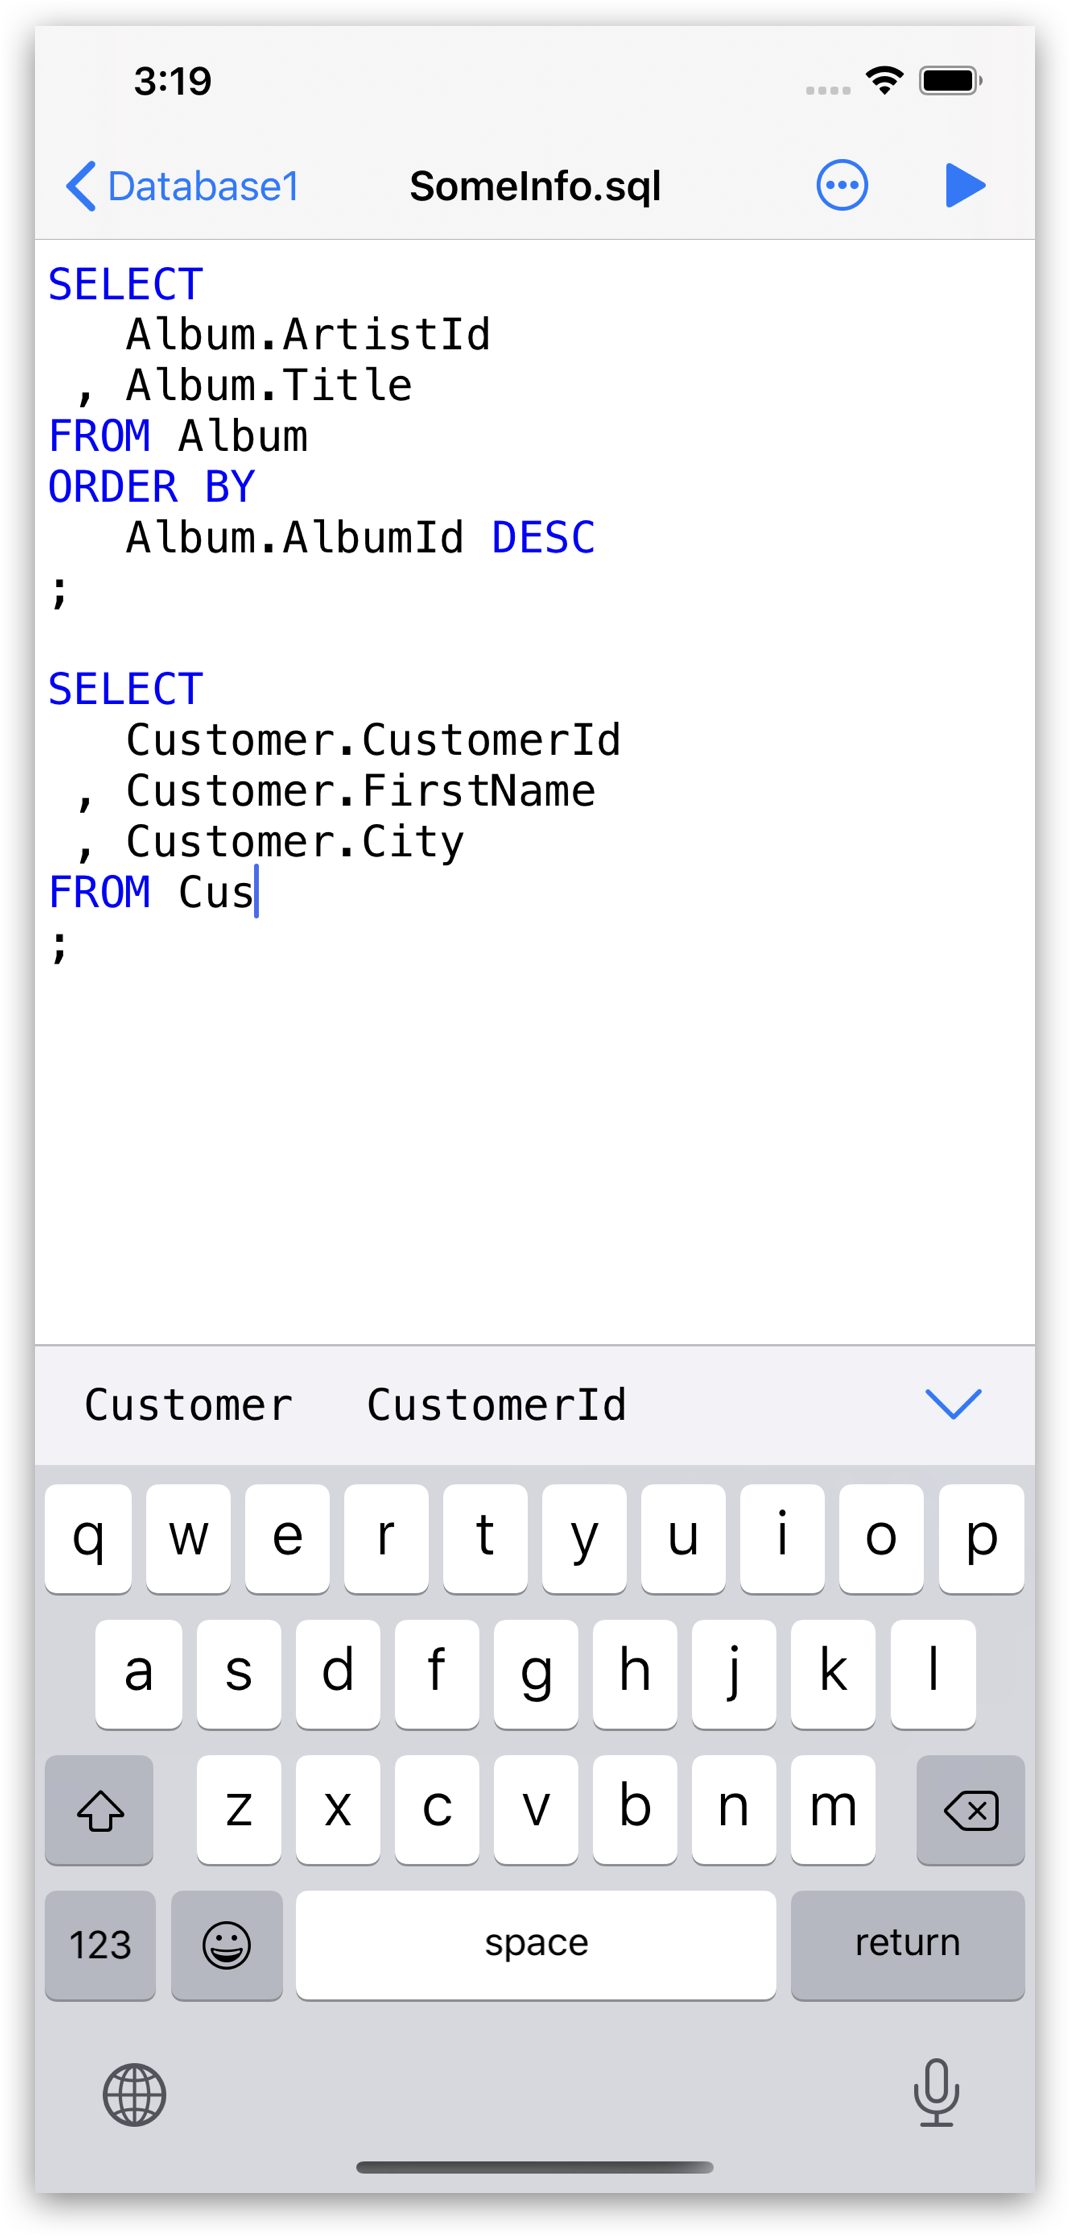 3:19
Database1 SomeInfo.sql
SELECT
   Album.ArtistId
 , Album.Title
FROM Album
ORDER BY
   Album.AlbumId DESC
;

SELECT
   Customer.CustomerId
 , Customer.FirstName
 , Customer.City
FROM Cus
;
Customer CustomerId
q w e r t y u i o p
a s d f g h j k l
z x c v b n m
123 space return